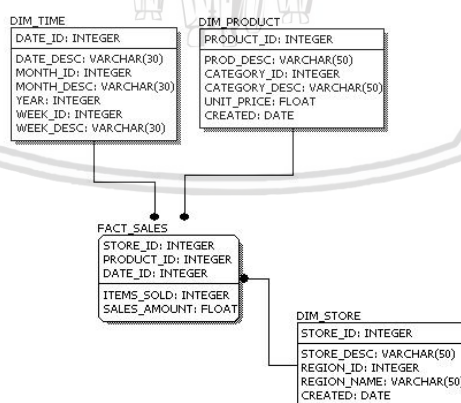 DIM_TIME
DATE_ID: INTEGER
DATE_DESC: VARCHAR(30)
MONTH_ID: INTEGER
MONTH_DESC: VARCHAR(30)
YEAR: INTEGER
WEEK_ID: INTEGER
WEEK_DESC: VARCHAR(30)
DIM_PRODUCT
PRODUCT_ID: INTEGER
PROD_DESC: VARCHAR(50)
CATEGORY_ID: INTEGER
CATEGORY_DESC: VARCHAR(50)
UNIT_PRICE: FLOAT
CREATED: DATE
FACT_SALES
STORE_ID: INTEGER
PRODUCT_ID: INTEGER
DATE_ID: INTEGER
ITEMS_SOLD: INTEGER
SALES_AMOUNT: FLOAT
DIM_STORE
STORE_ID: INTEGER
STORE_DESC: VARCHAR(50)
REGION_ID: INTEGER
REGION_NAME: VARCHAR(50)
CREATED: DATE